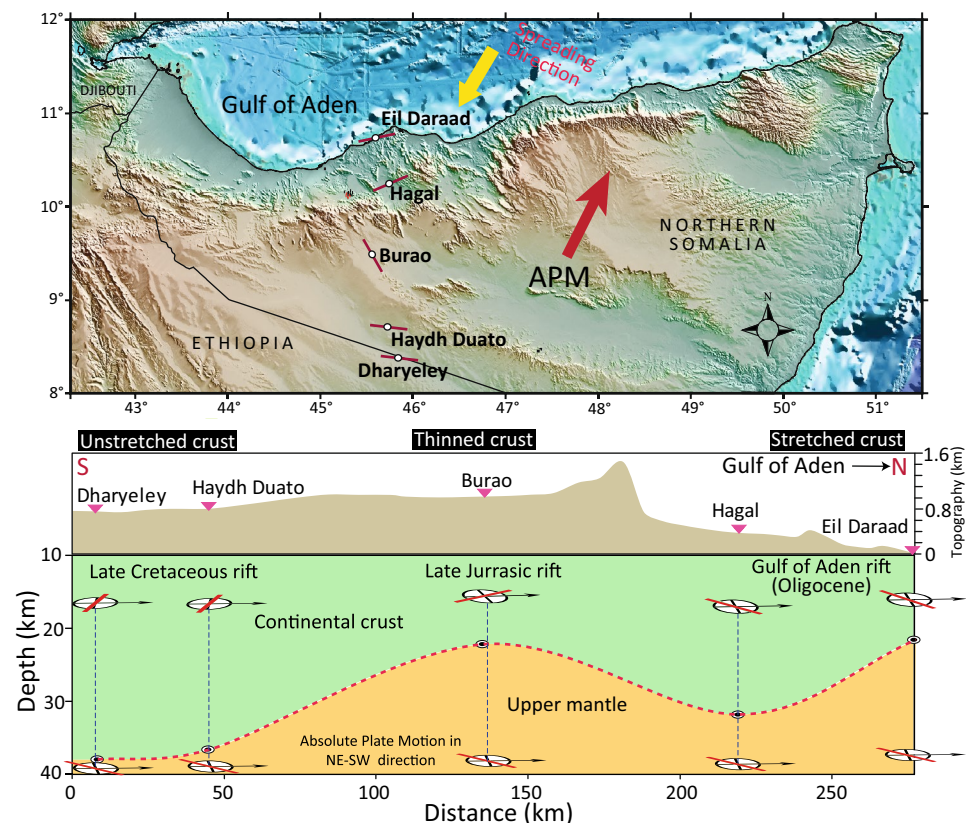 12°
11°
10°
9°
8°
DJIBOUTI
Gulf of Aden
Spreading
Direction
Eil Daraad
Hagal
Burao
APM
NORTHERN
SOMALIA
N
ETHIOPIA
Haydh Duato
Dharyeley
43° 44° 45° 46° 47° 48° 49° 50° 51°
Unstretched crust Thinned crust Stretched crust
S
Gulf of Aden N
Dharyeley
Haydh Duato
Burao
Hagal
Eil Daraad
1.6
0.8
0
Topography (km)
10
20
30
40
Depth (km)
Late Cretaceous rift
Late Jurrasic rift
Gulf of Aden rift
(Oligocene)
Continental crust
Upper mantle
Absolute Plate Motion in
NE-SW direction
0 50 100 150 200 250
Distance (km)